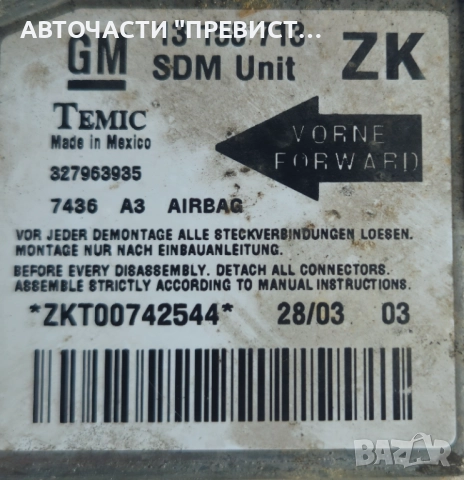 АВТОЧАСТИ "ПРЕВИСТ...
GM
SDM Unit
ZK
TEMIC
Made in Mexico
VORNE
FORWARD
327963935
7436 A3 AIRBAG
VOR JEDER DEMONTAGE ALLE STECKVERBINDUNGEN LOESEN.
MONTAGE NUR NACH EINBAUANLEITUNG.
BEFORE EVERY DISASSEMBLY. DETACH ALL CONNECTORS.
ASSEMBLE STRICTLY ACCORDING TO MANUAL INSTRUCTIONS.
*ZKT00742544* 28/03 03
BAZAR